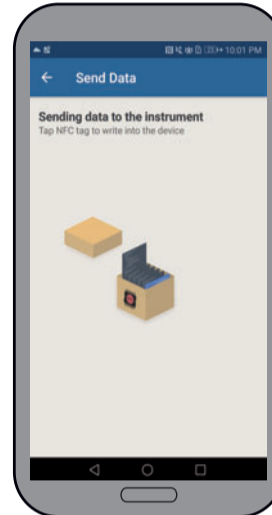 10:01 PM
Send Data
Sending data to the instrument
Tap NFC tag to write into the device